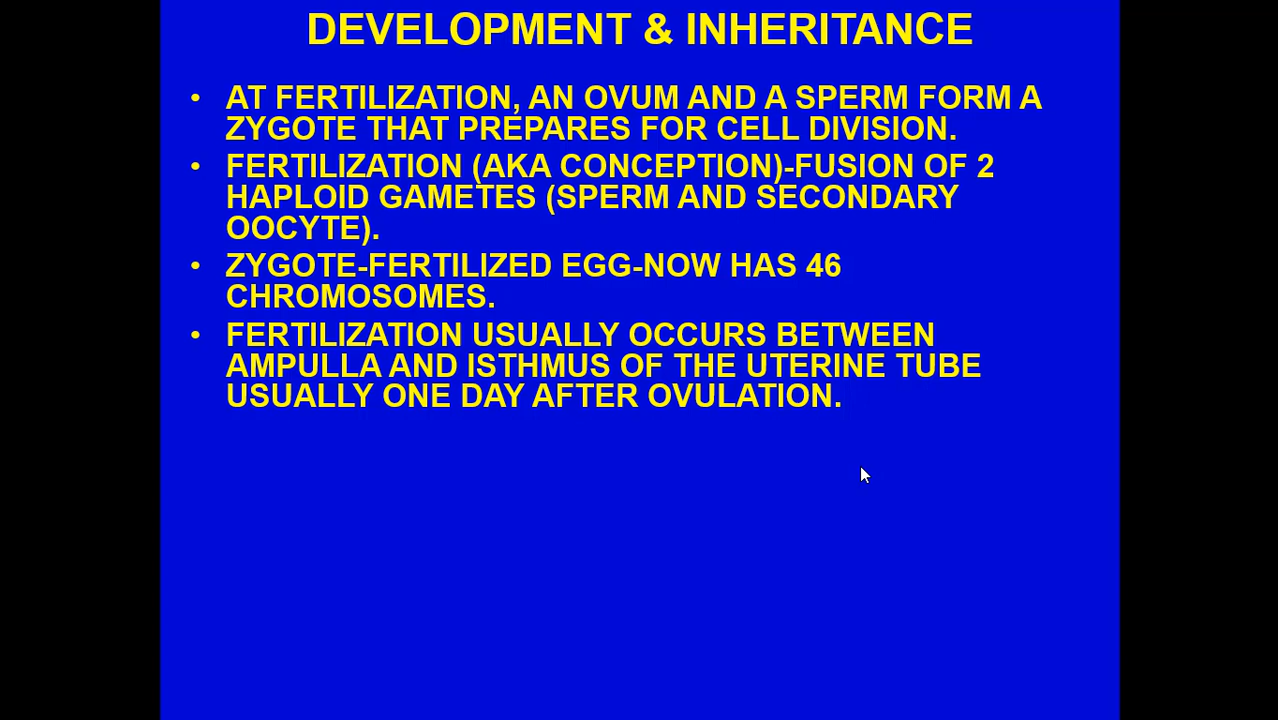 DEVELOPMENT & INHERITANCE
• AT FERTILIZATION, AN OVUM AND A SPERM FORM A
ZYGOTE THAT PREPARES FOR CELL DIVISION.
• FERTILIZATION (AKA CONCEPTION)-FUSION OF 2
HAPLOID GAMETES (SPERM AND SECONDARY
OOCYTE).
• ZYGOTE-FERTILIZED EGG-NOW HAS 46
CHROMOSOMES.
• FERTILIZATION USUALLY OCCURS BETWEEN
AMPULLA AND ISTHMUS OF THE UTERINE TUBE
USUALLY ONE DAY AFTER OVULATION.